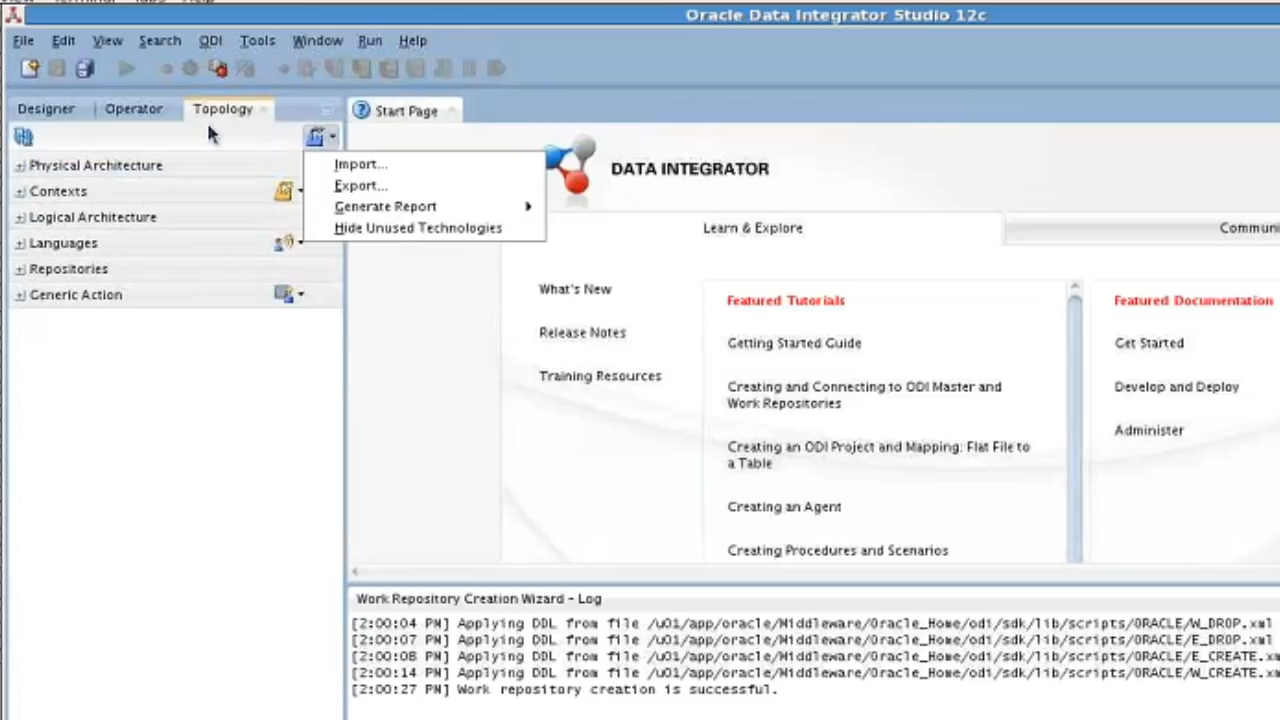 Oracle Data Integrator Studio 12c
File Edit View Search ODI Tools Window Run Help
Designer Operator Topology
Start Page
Physical Architecture
Contexts
Logical Architecture
Languages
Repositories
Generic Action
Import...
Export...
Generate Report
Hide Unused Technologies
DATA INTEGRATOR
Learn & Explore
Communi
What's New
Release Notes
Training Resources
Featured Tutorials
Getting Started Guide
Creating and Connecting to ODI Master and
Work Repositories
Creating an ODI Project and Mapping: Flat File to
a Table
Creating an Agent
Creating Procedures and Scenarios
Featured Documentation
Get Started
Develop and Deploy
Administer
Work Repository Creation Wizard - Log
[2:00:04 PM] Applying DDL from file /u01/app/oracle/Middleware/Oracle_Home/odi/sdk/lib/scripts/ORACLE/W_DROP.xml
[2:00:07 PM] Applying DDL from file /u01/app/oracle/Middleware/Oracle_Home/odi/sdk/lib/scripts/ORACLE/E_DROP.xml
[2:00:08 PM] Applying DDL from file /u01/app/oracle/Middleware/Oracle_Home/odi/sdk/lib/scripts/ORACLE/E_CREATE.xm
[2:00:14 PM] Applying DDL from file /u01/app/oracle/Middleware/Oracle_Home/odi/sdk/lib/scripts/ORACLE/W_CREATE.xm
[2:00:27 PM] Work repository creation is successful.